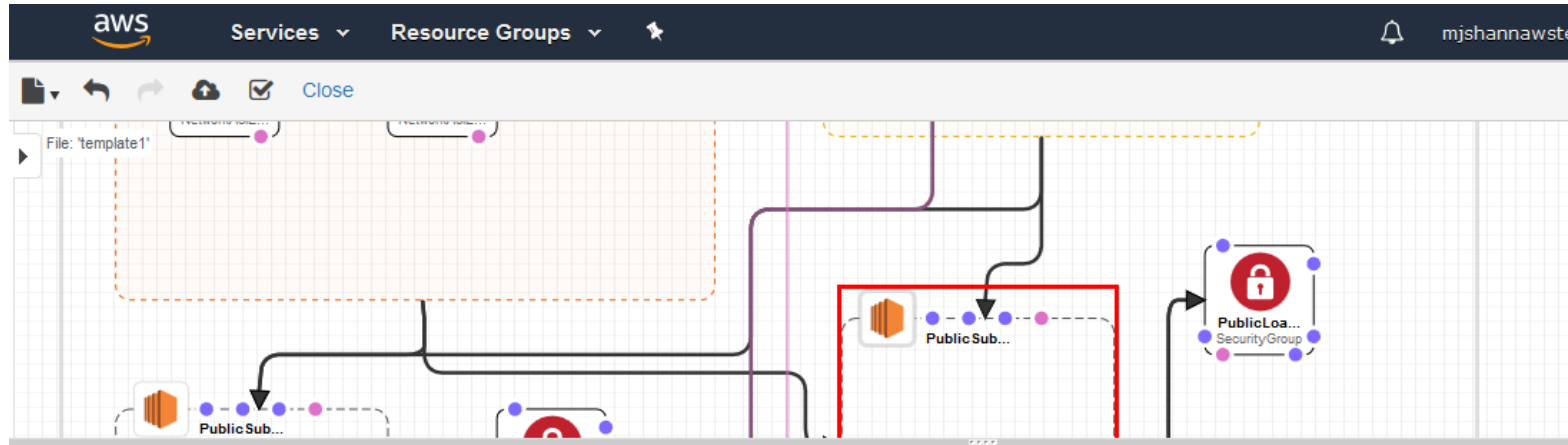 aws Services Resource Groups mjshannawste
Close
File: 'template1'
PublicSub...
PublicLoa...
SecurityGroup
PublicSub...